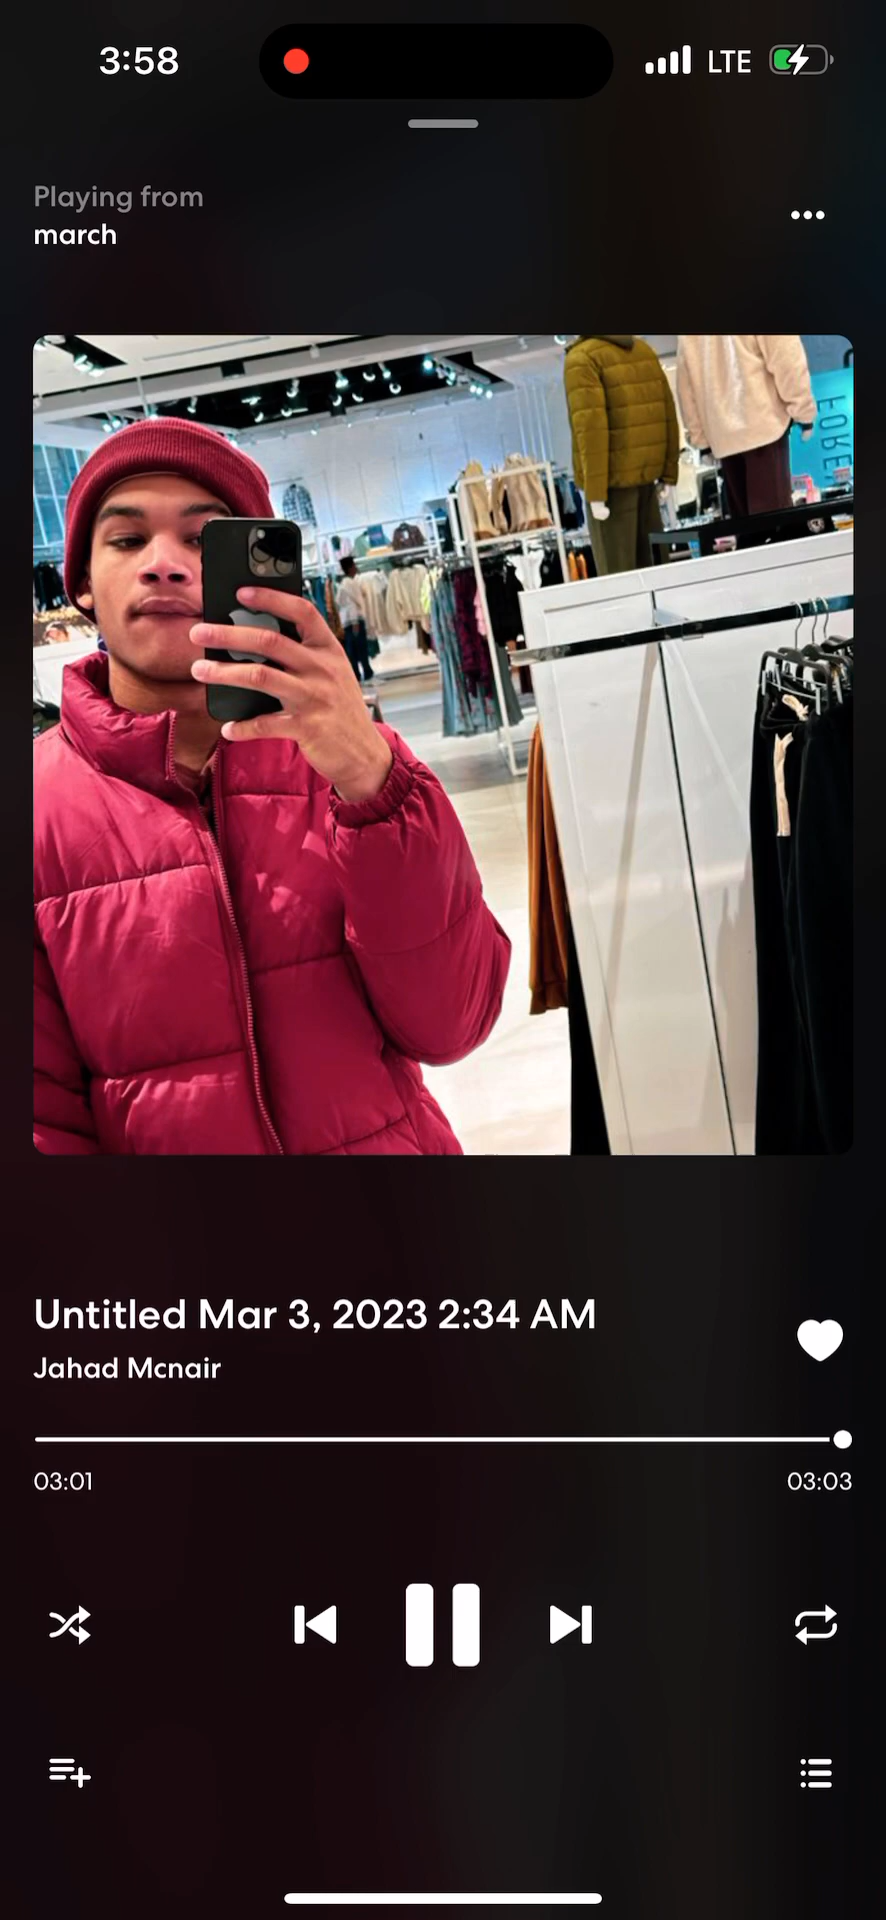 3:58
LTE
Playing from
march
FORE
Untitled Mar 3, 2023 2:34 AM
Jahad Mcnair
03:01
03:03